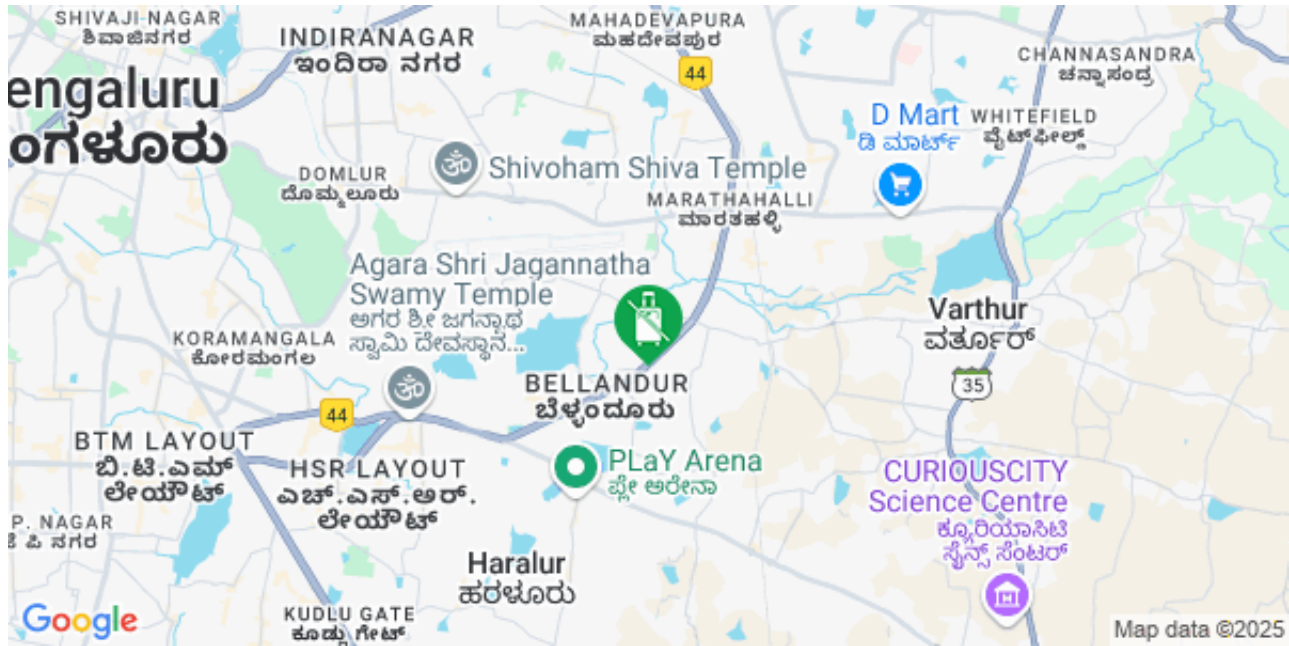 SHIVAJI NAGAR
ಶಿವಾಜಿನಗರ
INDIRANAGAR
ಇಂದಿರಾ ನಗರ
MAHADEVAPURA
ಮಹದೇವಪುರ
44
CHANNASANDRA
ಚನ್ನಾಸಂದ್ರ
engaluru
ಂಗಳೂರು
D Mart
ಡಿ ಮಾರ್ಟ್
WHITEFIELD
ವೈಟ್‌ಫೀಲ್ಡ್
DOMLUR
ದೊಮ್ಮಲೂರು
Shivoham Shiva Temple
MARATHAHALLI
ಮಾರತಹಳ್ಳಿ
Agara Shri Jagannatha
Swamy Temple
ಅಗರ ಶ್ರೀ ಜಗನ್ನಾಥ
ಸ್ವಾಮಿ ದೇವಸ್ಥಾನ...
Varthur
ವರ್ತೂರ್
KORAMANGALA
ಕೋರಮಂಗಲ
BELLANDUR
ಬೆಳ್ಳಂದೂರು
35
44
BTM LAYOUT
ಬಿ.ಟಿ.ಎಮ್
ಲೇಯೌಟ್
HSR LAYOUT
ಎಚ್.ಎಸ್.ಅರ್.
ಲೇಯೌಟ್
PLaY Arena
ಪ್ಲೇ ಅರೇನಾ
CURIOUSCITY
Science Centre
ಕ್ಯೂರಿಯಾಸಿಟಿ
ಸೈನ್ಸ್ ಸೆಂಟರ್
P. NAGAR
ಪಿ ನಗರ
Haralur
ಹರಳೂರು
KUDLU GATE
ಕೂಡ್ಲು ಗೇಟ್
Google
Map data ©2025